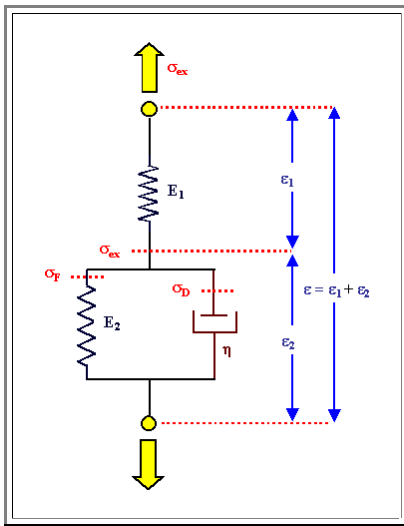 σex
ε1
E1
σex
σF
σD
ε = ε1 + ε2
E2
ε2
η